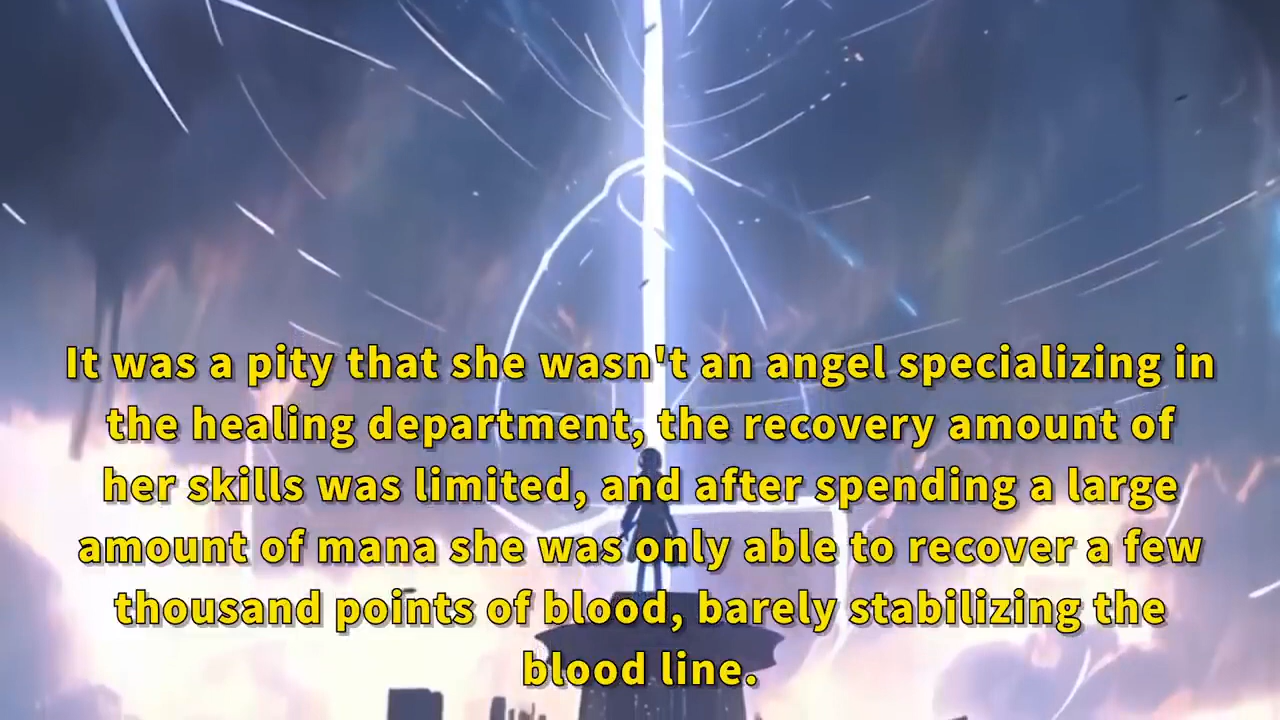 It was a pity that she wasn't an angel specializing in
the healing department, the recovery amount of
her skills was limited, and after spending a large
amount of mana she was only able to recover a few
thousand points of blood, barely stabilizing the
blood line.